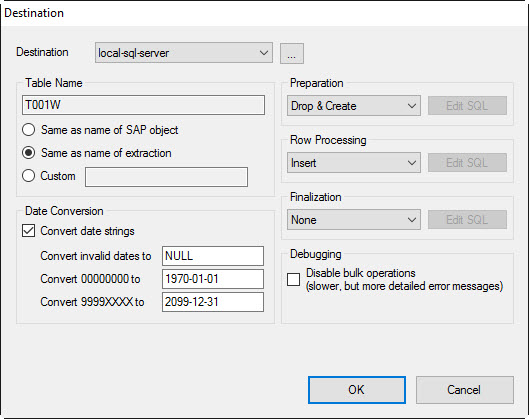 Destination
Destination
local-sql-server
...
Table Name
T001W
Same as name of SAP object
Same as name of extraction
Custom
Date Conversion
Convert date strings
Convert invalid dates to
NULL
Convert 00000000 to
1970-01-01
Convert 9999XXXX to
2099-12-31
Preparation
Drop & Create
Edit SQL
Row Processing
Insert
Edit SQL
Finalization
None
Edit SQL
Debugging
Disable bulk operations
(slower, but more detailed error messages)
OK
Cancel